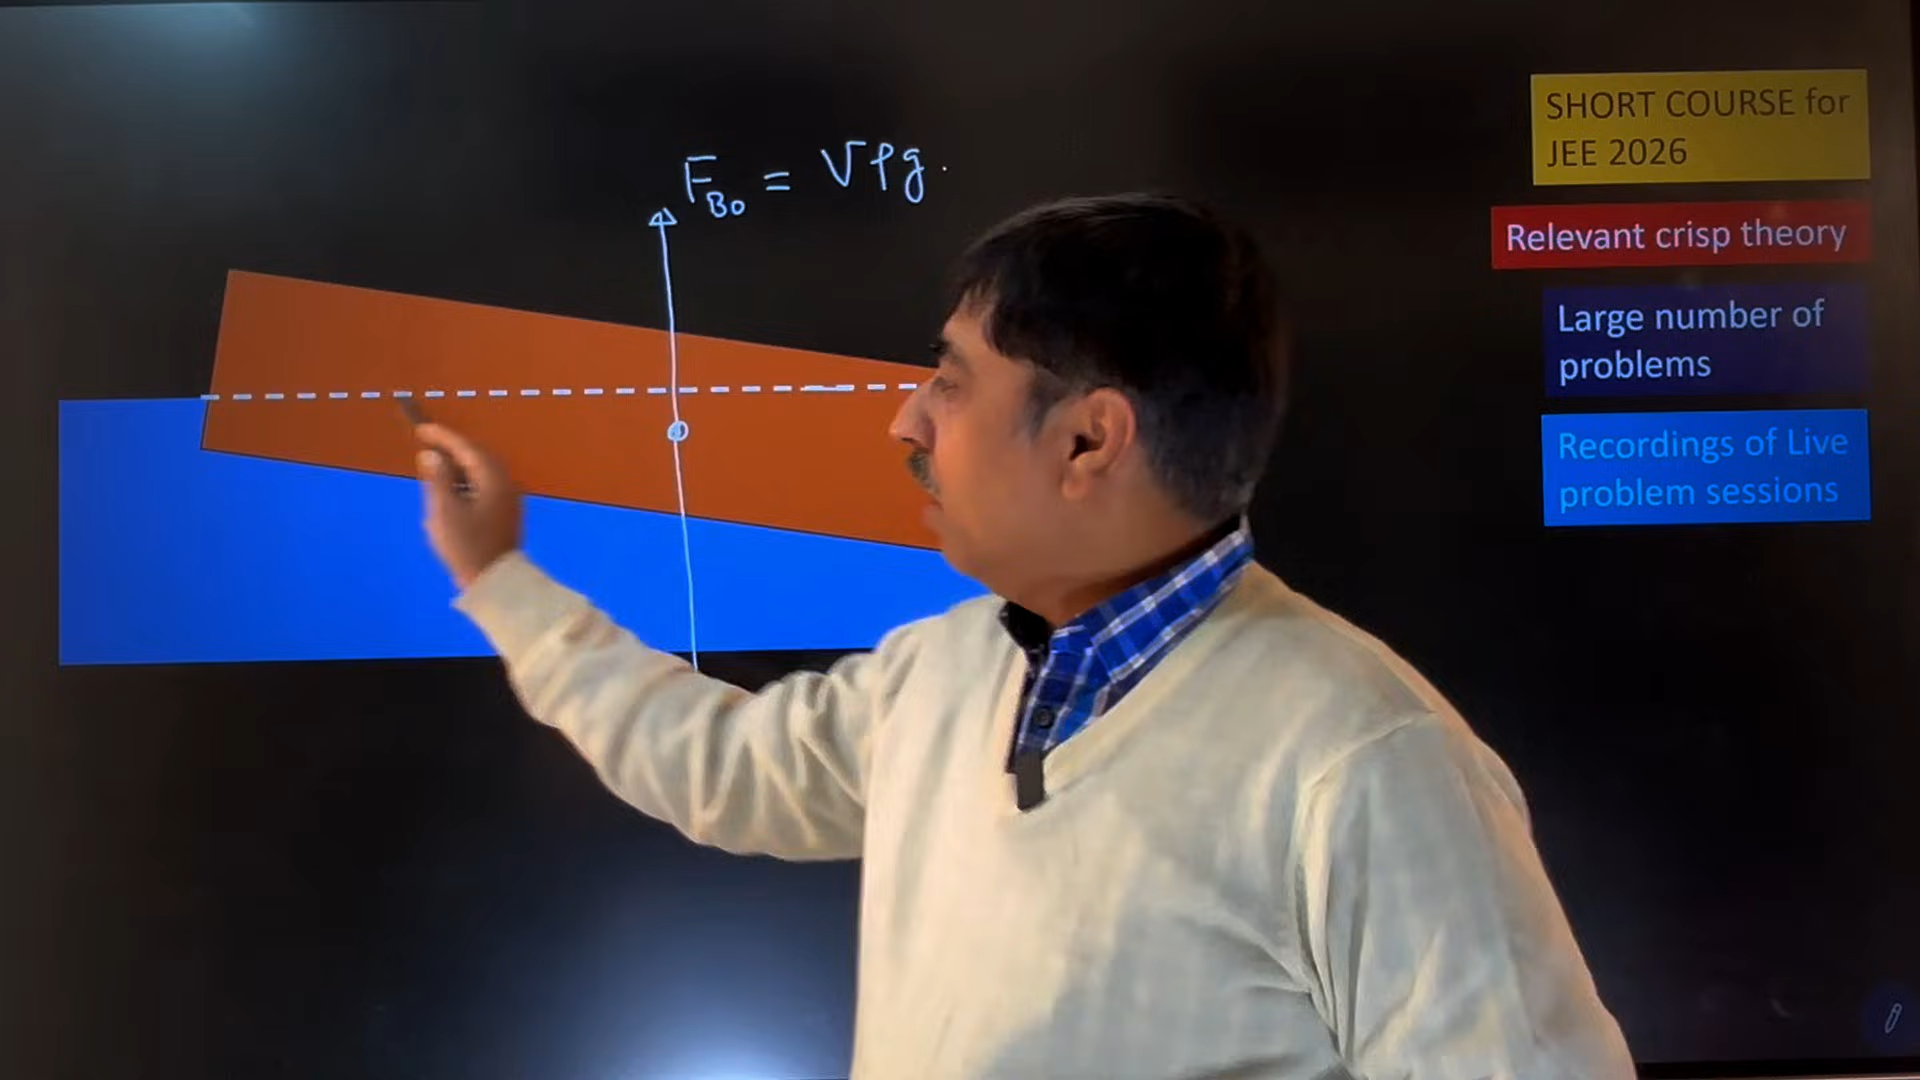 F_B0 = Vρg.
SHORT COURSE for
JEE 2026
Relevant crisp theory
Large number of
problems
Recordings of Live
problem sessions